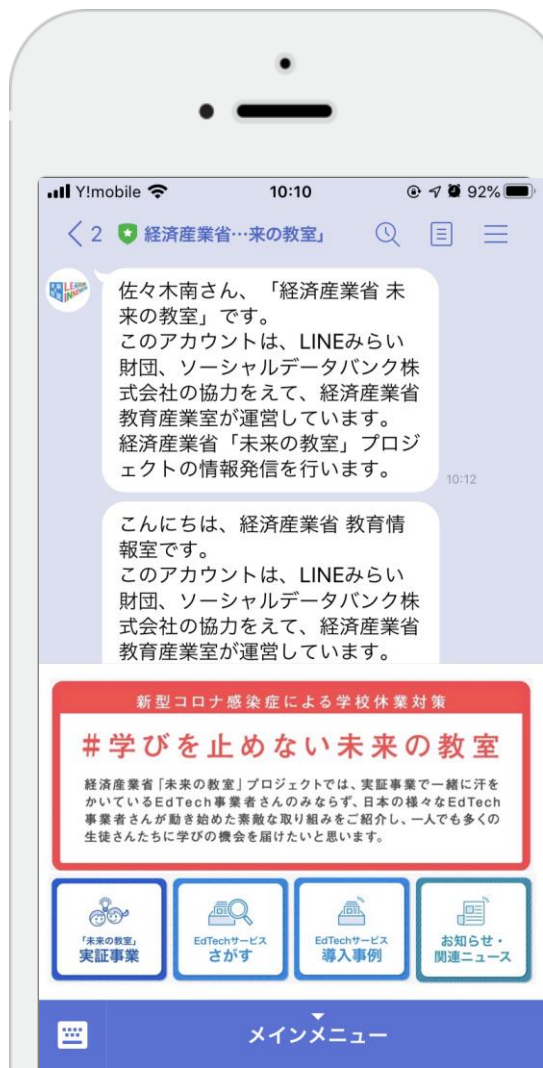 Y!mobile 10:10 92%
2 経済産業省…来の教室」
LEARN
INNOVATE
佐々木南さん、「経済産業省 未
来の教室」です。
このアカウントは、LINEみらい
財団、ソーシャルデータバンク株
式会社の協力をえて、経済産業省
教育産業室が運営しています。
経済産業省「未来の教室」プロジ
ェクトの情報発信を行います。
10:12
こんにちは、経済産業省 教育情
報室です。
このアカウントは、LINEみらい
財団、ソーシャルデータバンク株
式会社の協力をえて、経済産業省
教育産業室が運営しています。
新型コロナ感染症による学校休業対策
#学びを止めない未来の教室
経済産業省「未来の教室」プロジェクトでは、実証事業で一緒に汗を
かいているEdTech事業者さんのみならず、日本の様々なEdTech
事業者さんが動き始めた素敵な取り組みをご紹介し、一人でも多くの
生徒さんたちに学びの機会を届けたいと思います。
「未来の教室」
実証事業
EdTechサービス
さがす
EdTechサービス
導入事例
お知らせ・
関連ニュース
メインメニュー